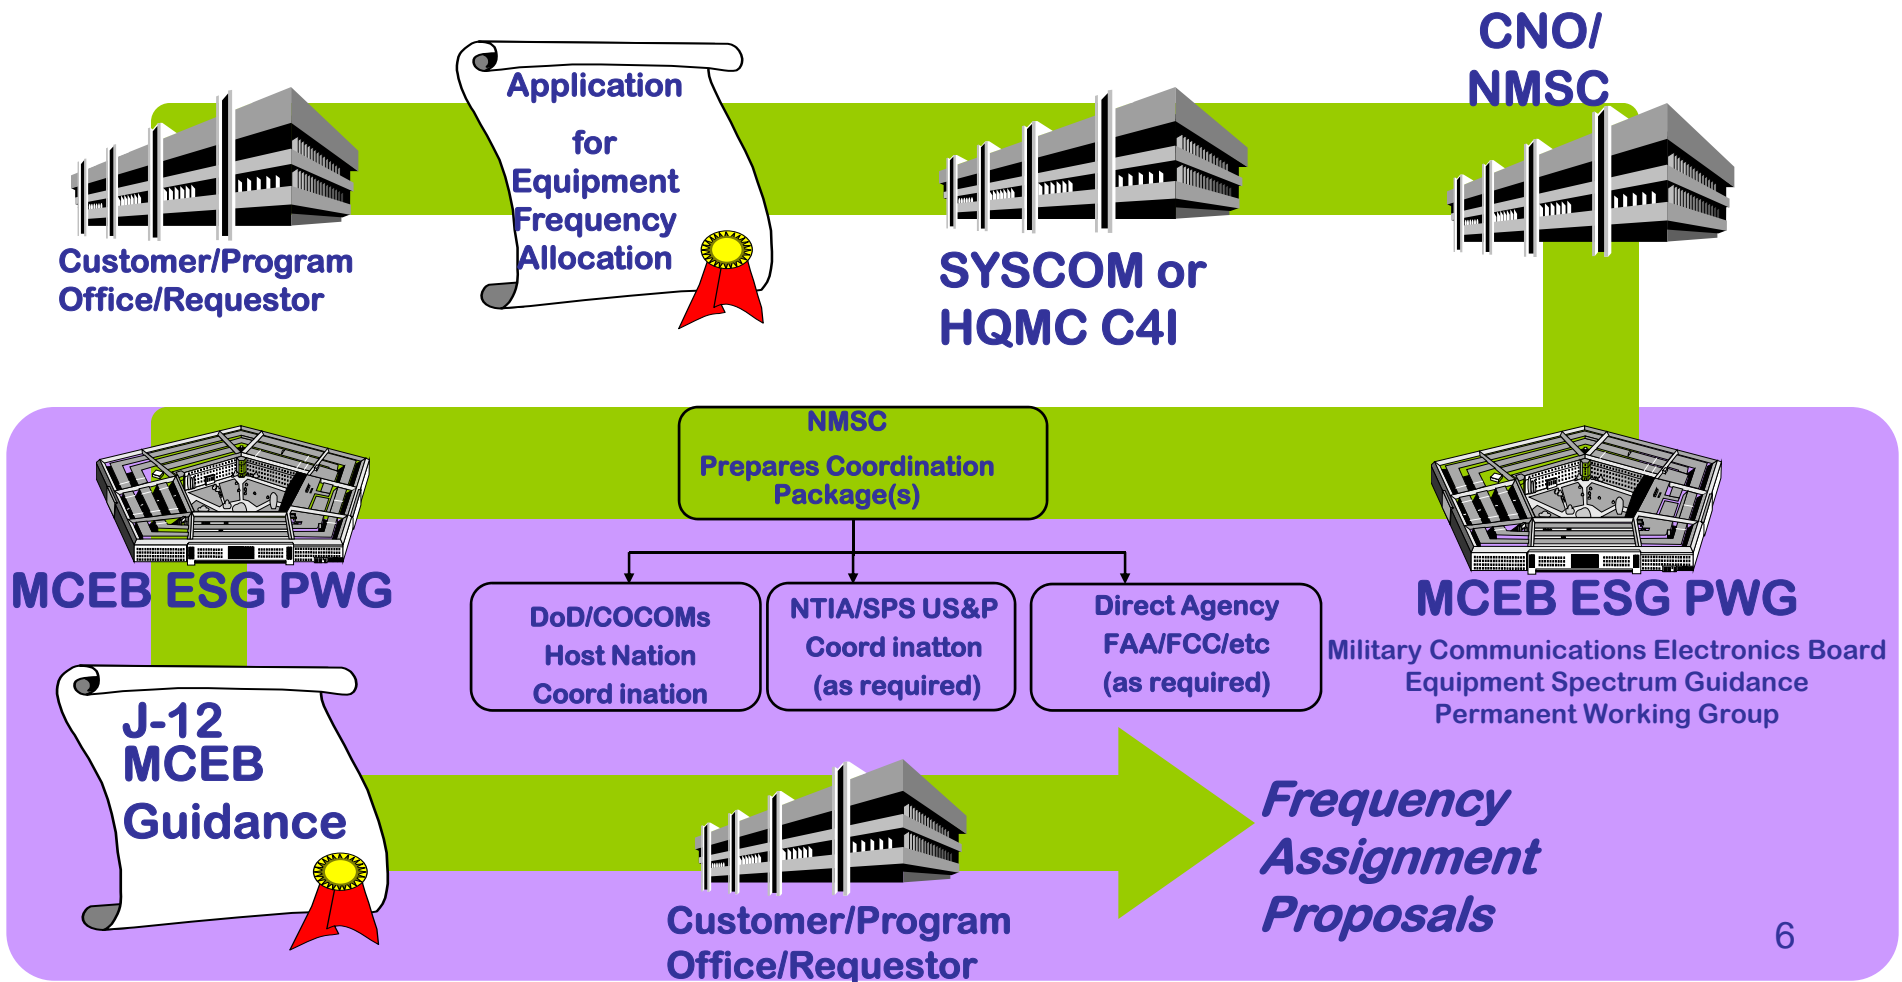 CNO/
NMSC
Application
for
Equipment
Frequency
Allocation
Customer/Program
Office/Requestor
SYSCOM or
HQMC C4I
NMSC
Prepares Coordination
Package(s)
MCEB ESG PWG
DoD/COCOMs
Host Nation
Coord ination
NTIA/SPS US&P
Coord inatton
(as required)
Direct Agency
FAA/FCC/etc
(as required)
MCEB ESG PWG
Military Communications Electronics Board
Equipment Spectrum Guidance
Permanent Working Group
J-12
MCEB
Guidance
Customer/Program
Office/Requestor
Frequency
Assignment
Proposals
6